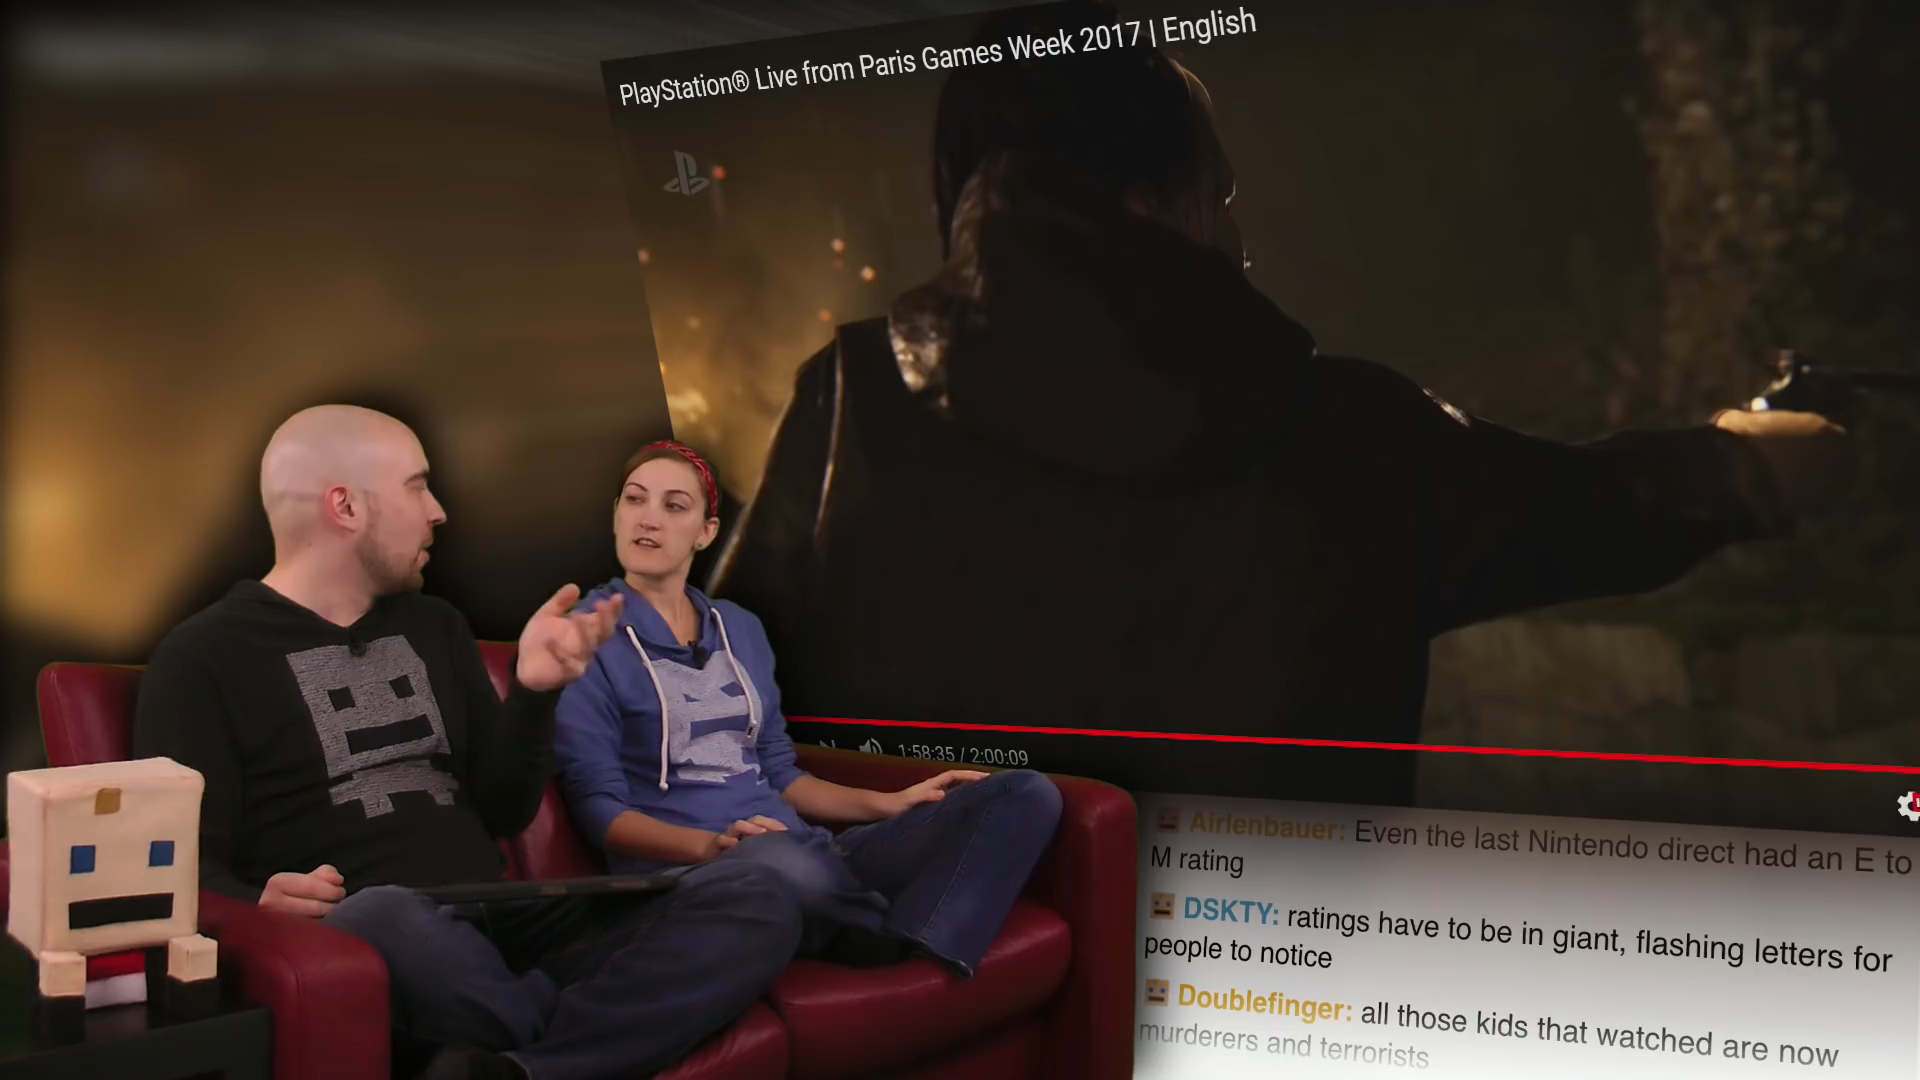 PlayStation® Live from Paris Games Week 2017 | English
1:58:35 / 2:00:09
Airlenbauer: Even the last Nintendo direct had an E to
M rating
DSKTY: ratings have to be in giant, flashing letters for
people to notice
Doublefinger: all those kids that watched are now
murderers and terrorists